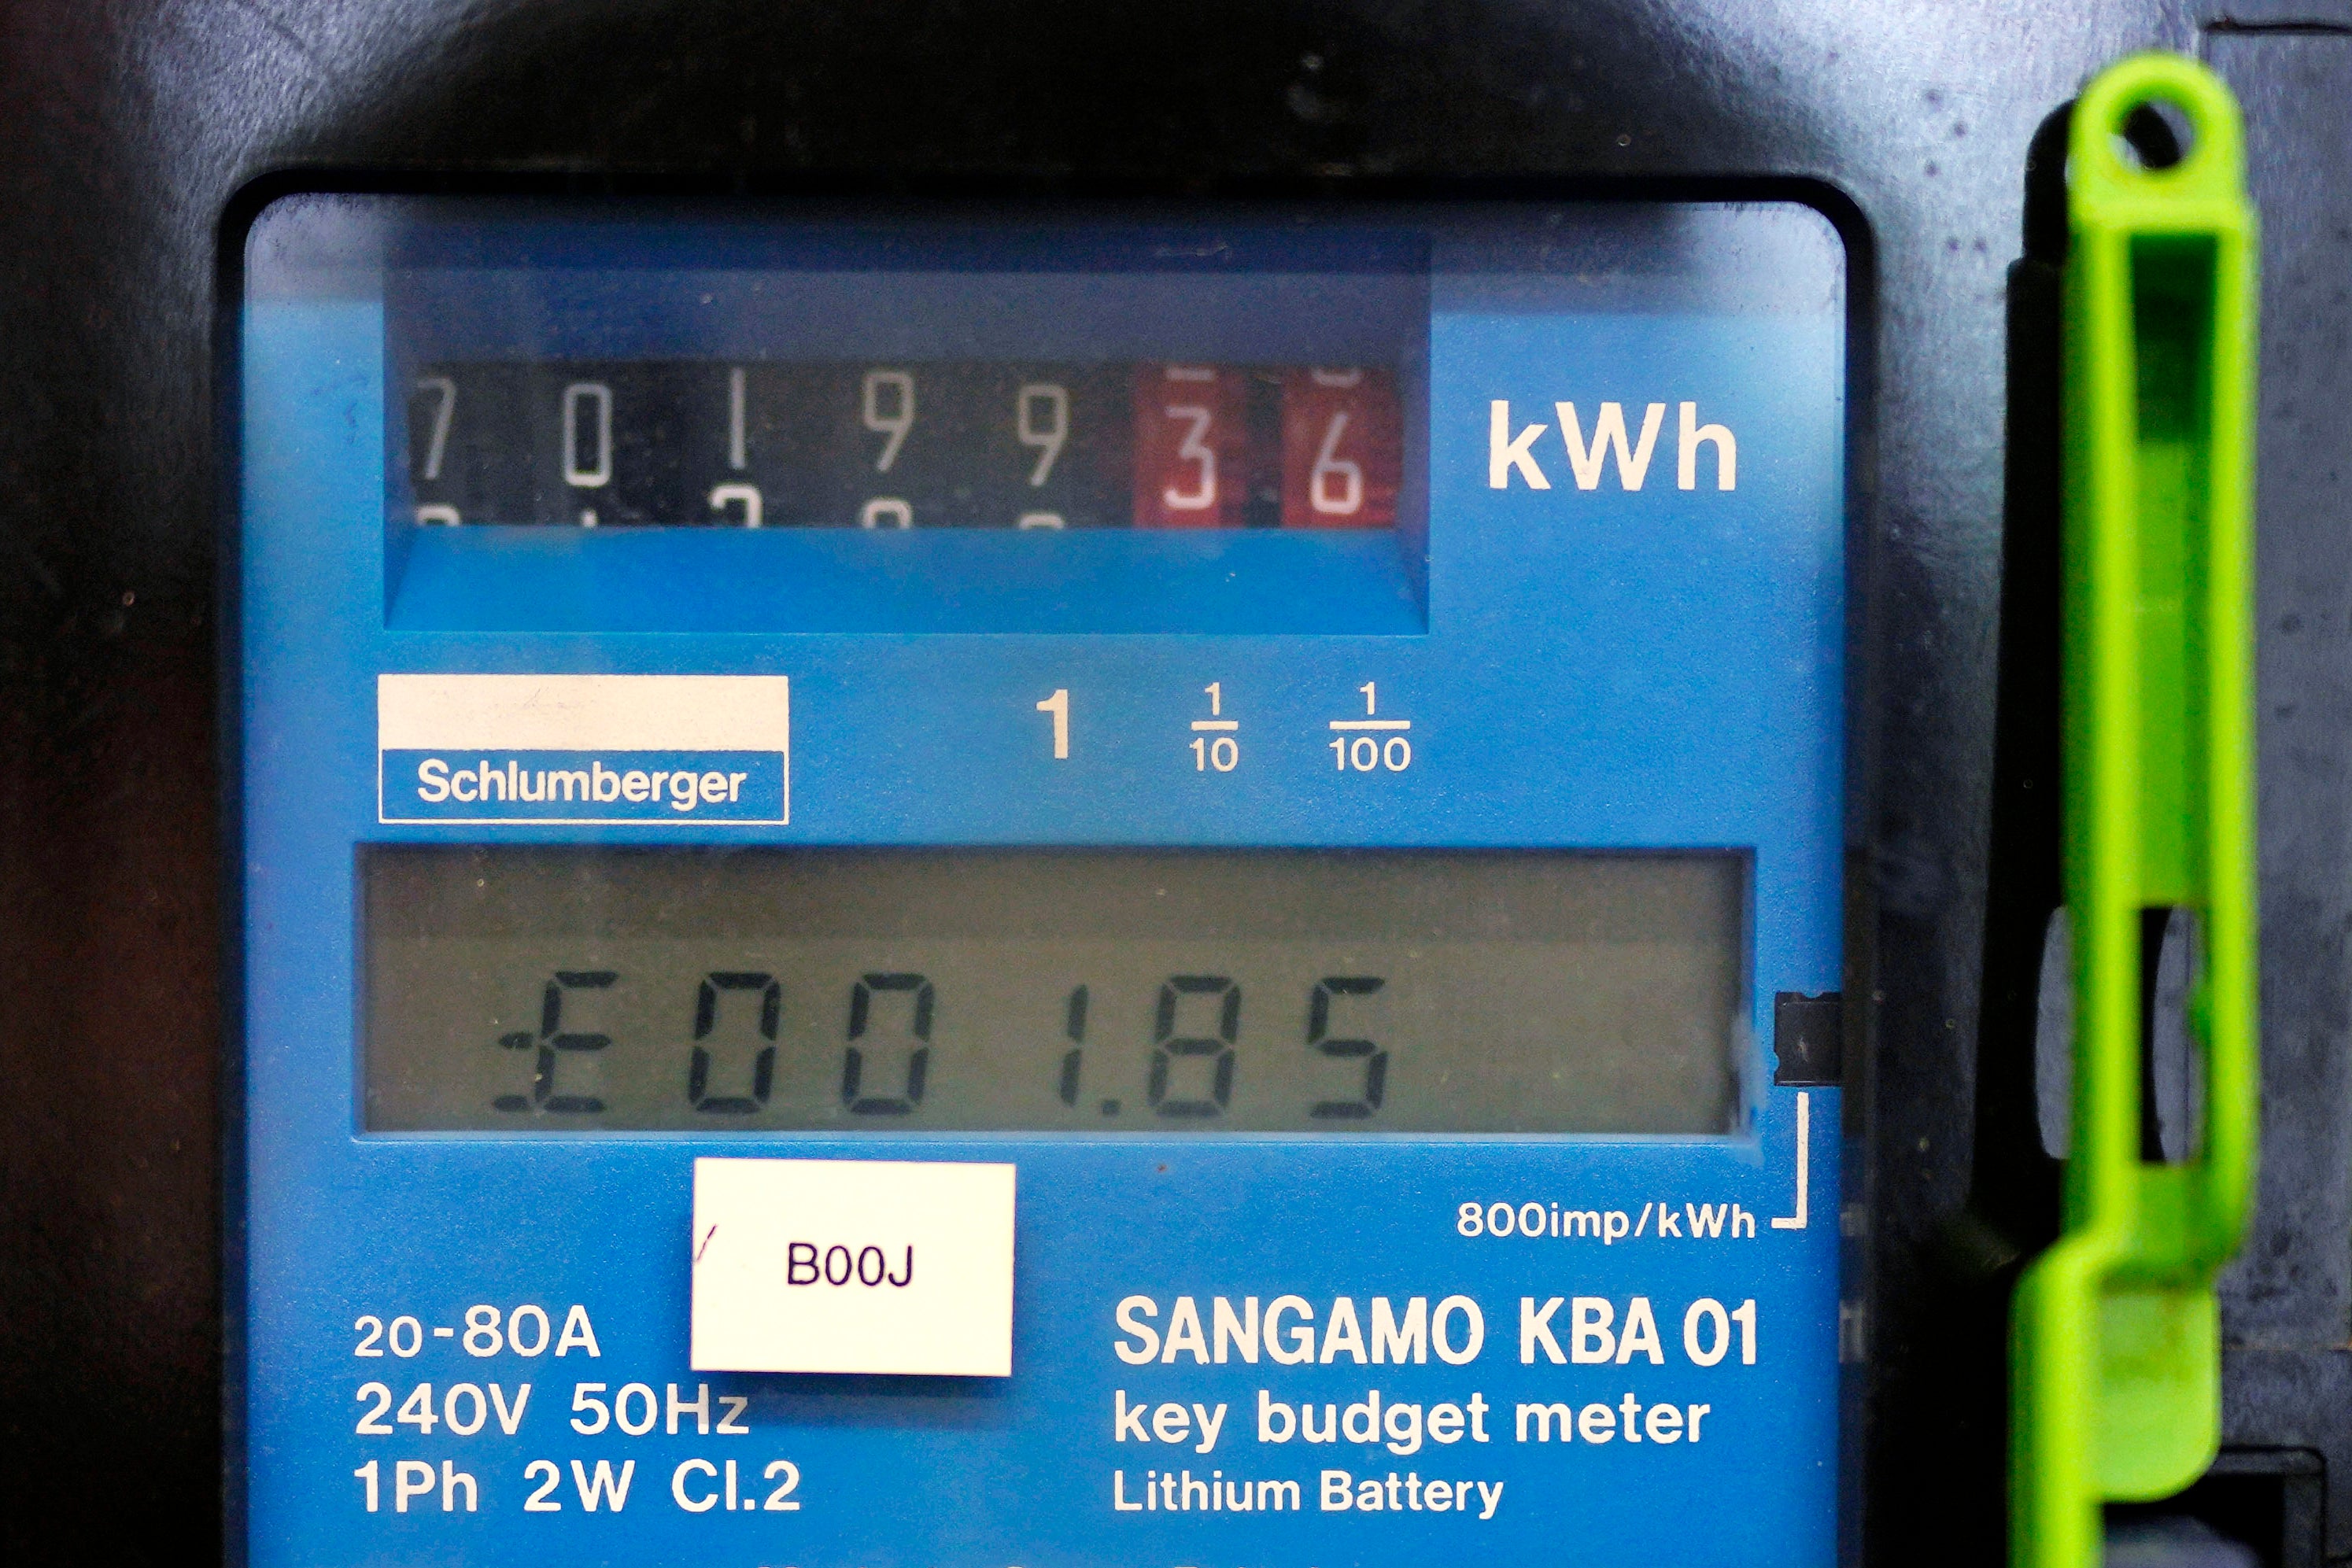 7019936 kWh
Schlumberger
1 1/10 1/100
£001.85
800imp/kWh
B00J
20-80A
240V 50Hz
1Ph 2W Cl.2
SANGAMO KBA 01
key budget meter
Lithium Battery